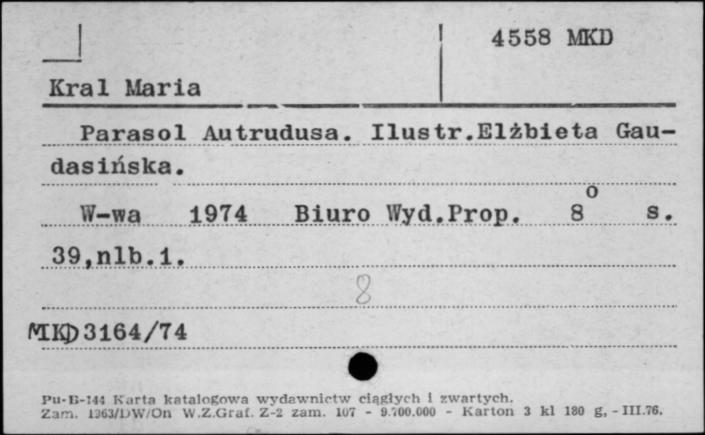 4558 MKD
Kral Maria
Parasol Autrudusa. Ilustr.Elżbieta Gau-
dasińska.
W-wa 1974 Biuro Wyd.Prop. 8° s.
39,nlb.1.
8
MKD 3164/74
Pu-B-144 Karta katalogowa wydawnictw ciągłych i zwartych.
Zam. 1363/DW/On W.Z.Graf. Z-2 zam. 107 - 9.700.000 - Karton 3 kl 180 g, - III.76.